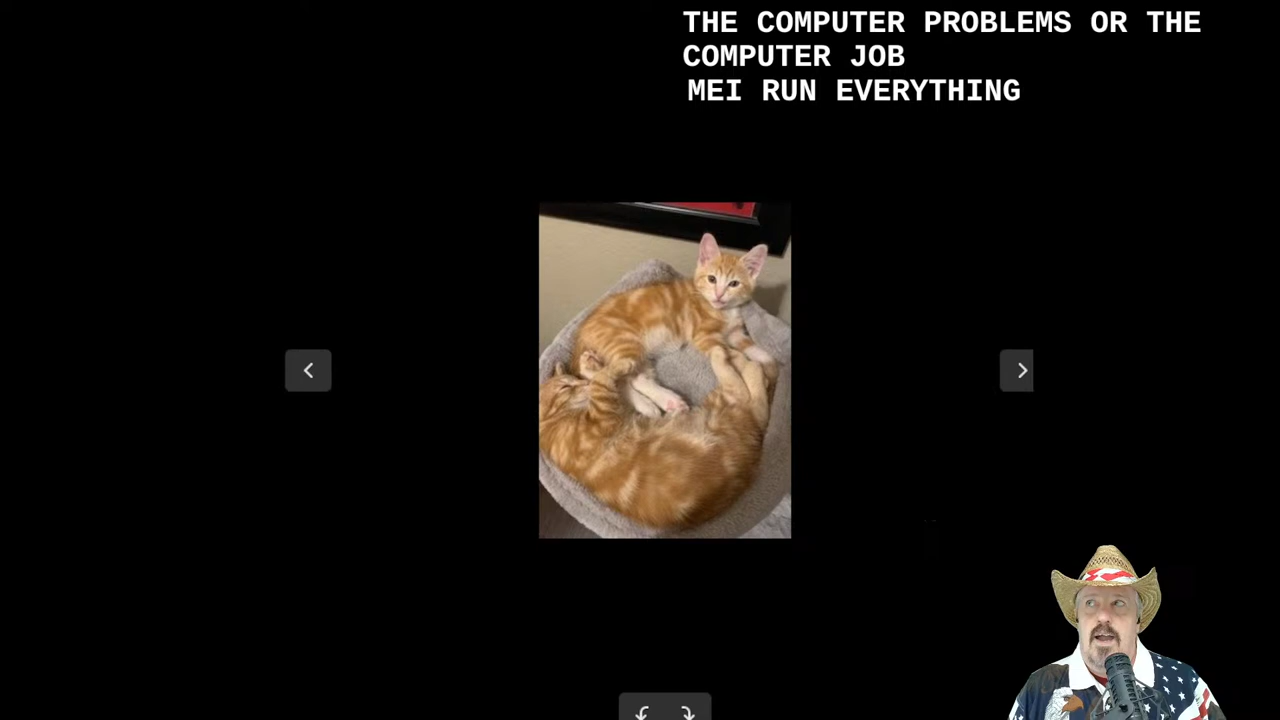 THE COMPUTER PROBLEMS OR THE
COMPUTER JOB
MEI RUN EVERYTHING